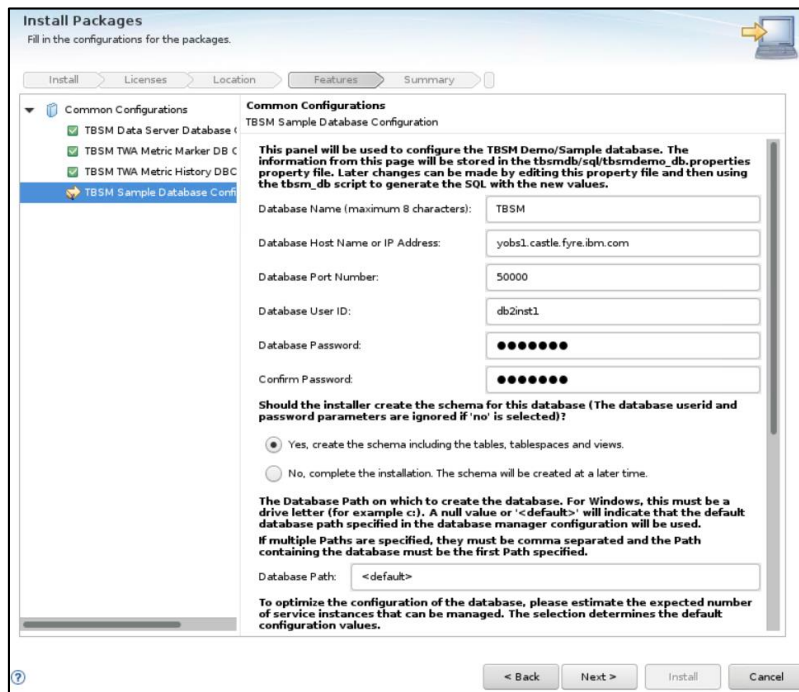 Install Packages
Fill in the configurations for the packages.
Install
Licenses
Location
Features
Summary
Common Configurations
TBSM Data Server Database (
TBSM TWA Metric Marker DB C
TBSM TWA Metric History DBC
TBSM Sample Database Confi
Common Configurations
TBSM Sample Database Configuration
This panel will be used to configure the TBSM Demo/Sample database. The
information from this page will be stored in the tbsmdb/sql/tbsmdemo_db.properties
property file. Later changes can be made by editing this property file and then using
the tbsm_db script to generate the SQL with the new values.
Database Name (maximum 8 characters): TBSM
Database Host Name or IP Address: yobs1.castle.fyre.ibm.com
Database Port Number: 50000
Database User ID: db2inst1
Database Password: ●●●●●●●
Confirm Password: ●●●●●●●
Should the installer create the schema for this database (The database userid and
password parameters are ignored if 'no' is selected)?
Yes, create the schema including the tables, tablespaces and views.
No, complete the installation. The schema will be created at a later time.
The Database Path on which to create the database. For Windows, this must be a
drive letter (for example c:). A null value or '<default>' will indicate that the default
database path specified in the database manager configuration will be used.
If multiple Paths are specified, they must be comma separated and the Path
containing the database must be the first Path specified.
Database Path: <default>
To optimize the configuration of the database, please estimate the expected number
of service instances that can be managed. The selection determines the default
configuration values.
?
< Back
Next >
Install
Cancel